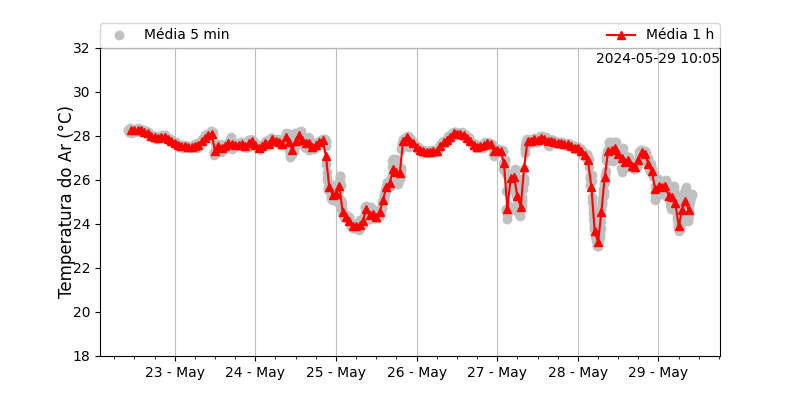 Média 5 min
Média 1 h
2024-05-29 10:05
Temperatura do Ar (°C)
32
30
28
26
24
22
20
18
23 - May
24 - May
25 - May
26 - May
27 - May
28 - May
29 - May